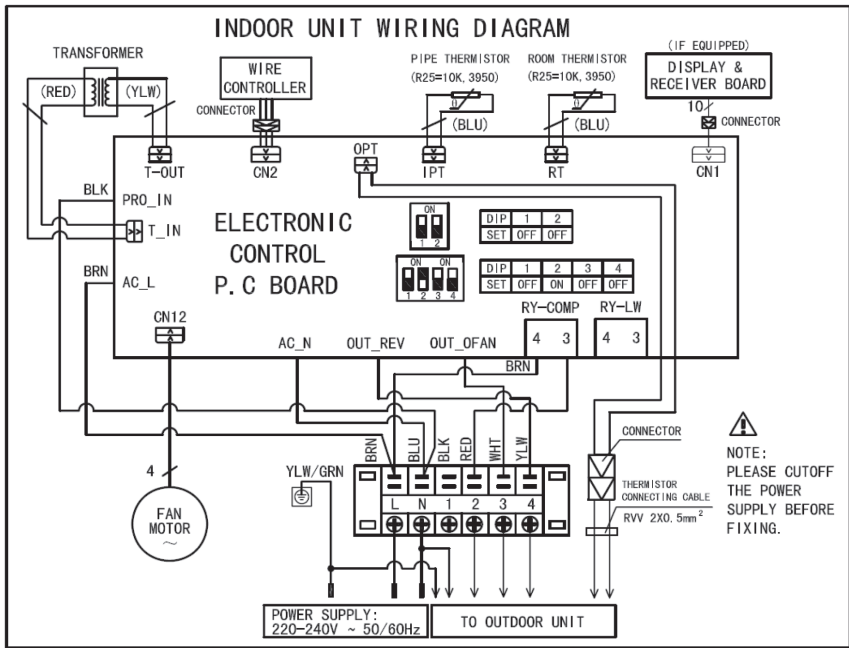 INDOOR UNIT WIRING DIAGRAM
TRANSFORMER
(RED)
(YLW)
WIRE
CONTROLLER
CONNECTOR
PIPE THERMISTOR
(R25=10K, 3950)
(BLU)
ROOM THERMISTOR
(R25=10K, 3950)
(BLU)
(IF EQUIPPED)
DISPLAY &
RECEIVER BOARD
10
CONNECTOR
T-OUT
CN2
OPT
IPT
RT
CN1
BLK
PRO_IN
T_IN
BRN
AC_L
ELECTRONIC
CONTROL
P.C BOARD
ON
1 2
DIP 1 2
SET OFF OFF
ON ON
1 2 3 4
DIP 1 2 3 4
SET OFF ON OFF OFF
CN12
RY-COMP
4 3
RY-LW
4 3
AC_N
OUT_REV
OUT_OFAN
BRN
BRN
BLU
BLK
RED
WHT
YLW
YLW/GRN
L N 1 2 3 4
4
FAN
MOTOR
~
CONNECTOR
THERMISTOR
CONNECTING CABLE
RVV 2X0.5mm²
NOTE:
PLEASE CUTOFF
THE POWER
SUPPLY BEFORE
FIXING.
POWER SUPPLY:
220-240V ~ 50/60Hz
TO OUTDOOR UNIT